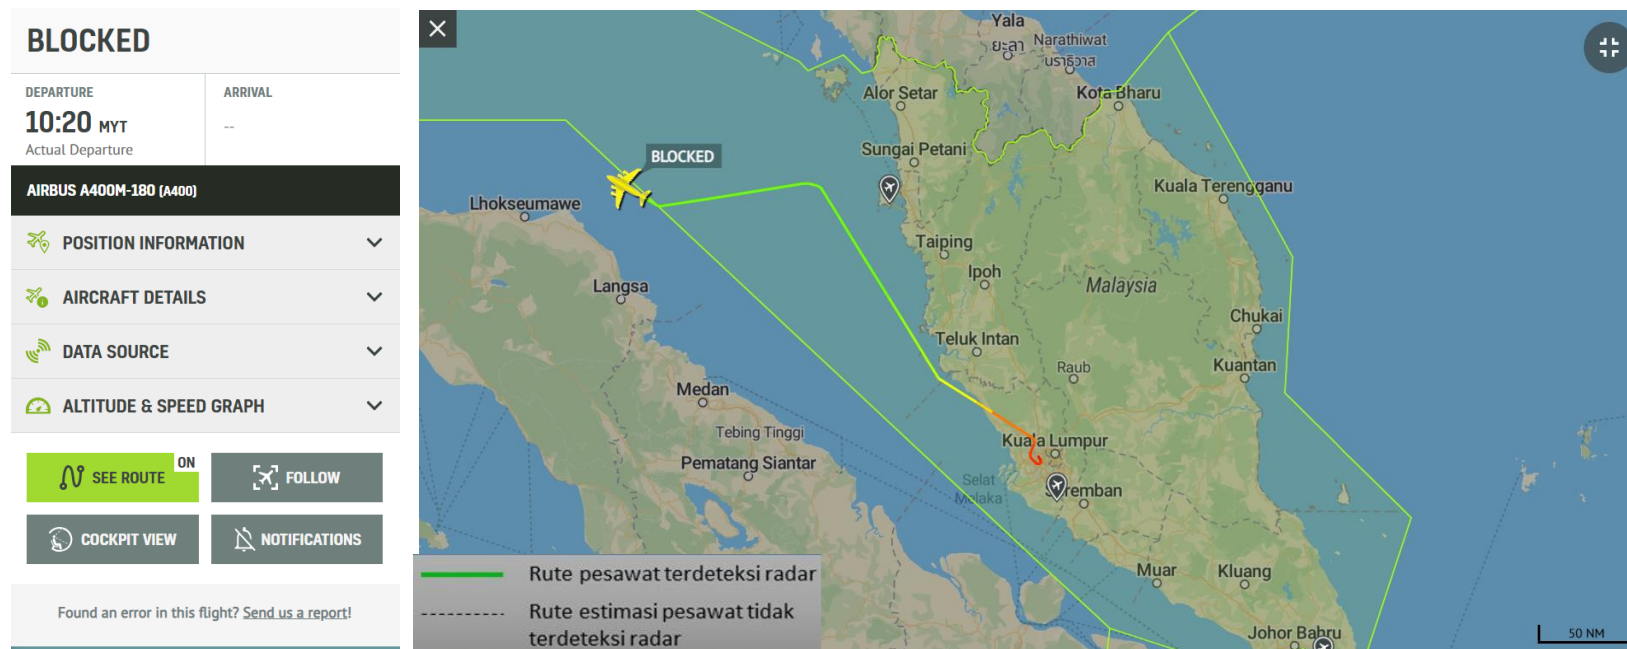 BLOCKED
DEPARTURE
10:20 MYT
Actual Departure
ARRIVAL
--
AIRBUS A400M-180 (A400)
POSITION INFORMATION
AIRCRAFT DETAILS
DATA SOURCE
ALTITUDE & SPEED GRAPH
SEE ROUTE
ON
FOLLOW
COCKPIT VIEW
NOTIFICATIONS
Found an error in this flight? Send us a report!
Yala
ยะลา
Narathiwat
นราธิวาส
Alor Setar
Kota Bharu
Sungai Petani
BLOCKED
Kuala Terengganu
Lhokseumawe
Taiping
Ipoh
Malaysia
Langsa
Chukai
Teluk Intan
Raub
Kuantan
Medan
Tebing Tinggi
Kuala Lumpur
Pematang Siantar
Selat
Melaka
Seremban
Muar
Kluang
Johor Bahru
50 NM
Rute pesawat terdeteksi radar
Rute estimasi pesawat tidak
terdeteksi radar